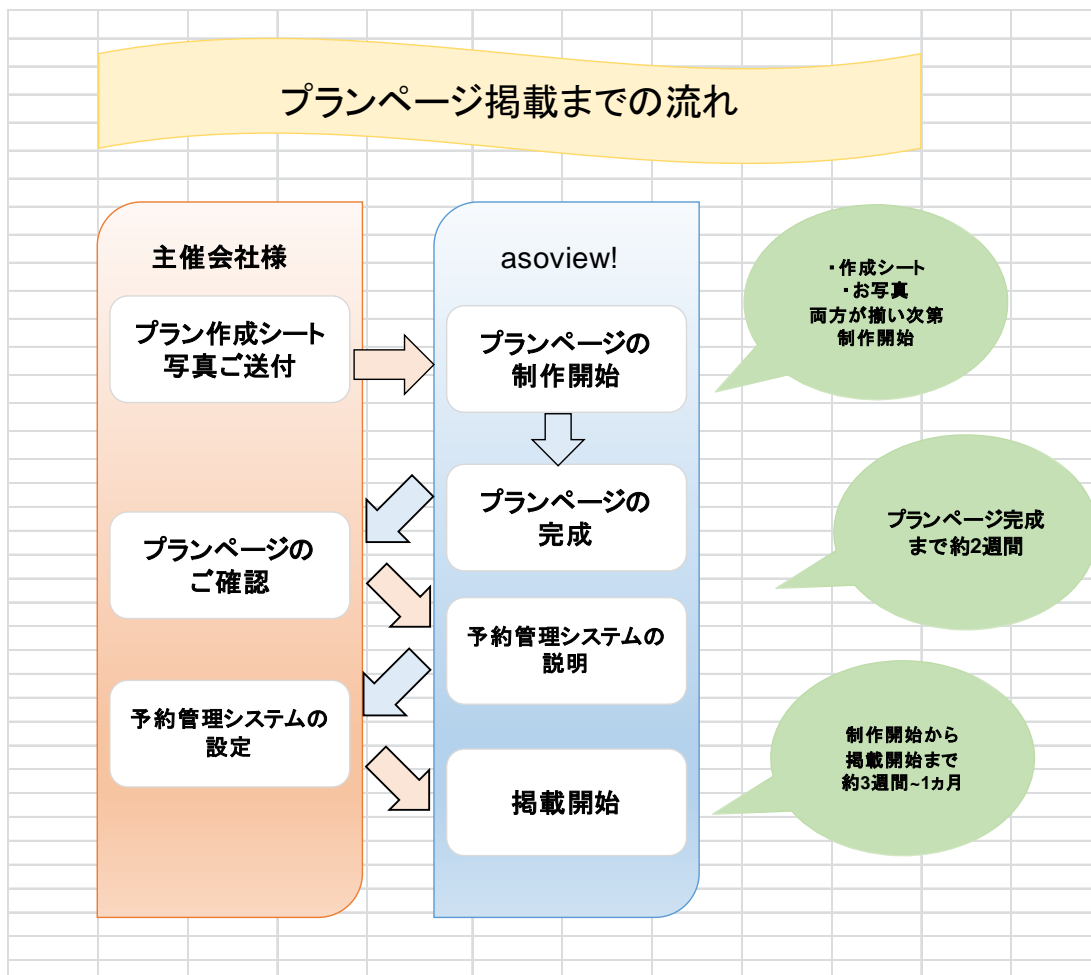 プランページ掲載までの流れ
主催会社様
プラン作成シート
写真ご送付
プランページの
ご確認
予約管理システムの
設定
asoview!
プランページの
制作開始
プランページの
完成
予約管理システムの
説明
掲載開始
・作成シート
・お写真
両方が揃い次第
制作開始
プランページ完成
まで約2週間
制作開始から
掲載開始まで
約3週間~1ヵ月